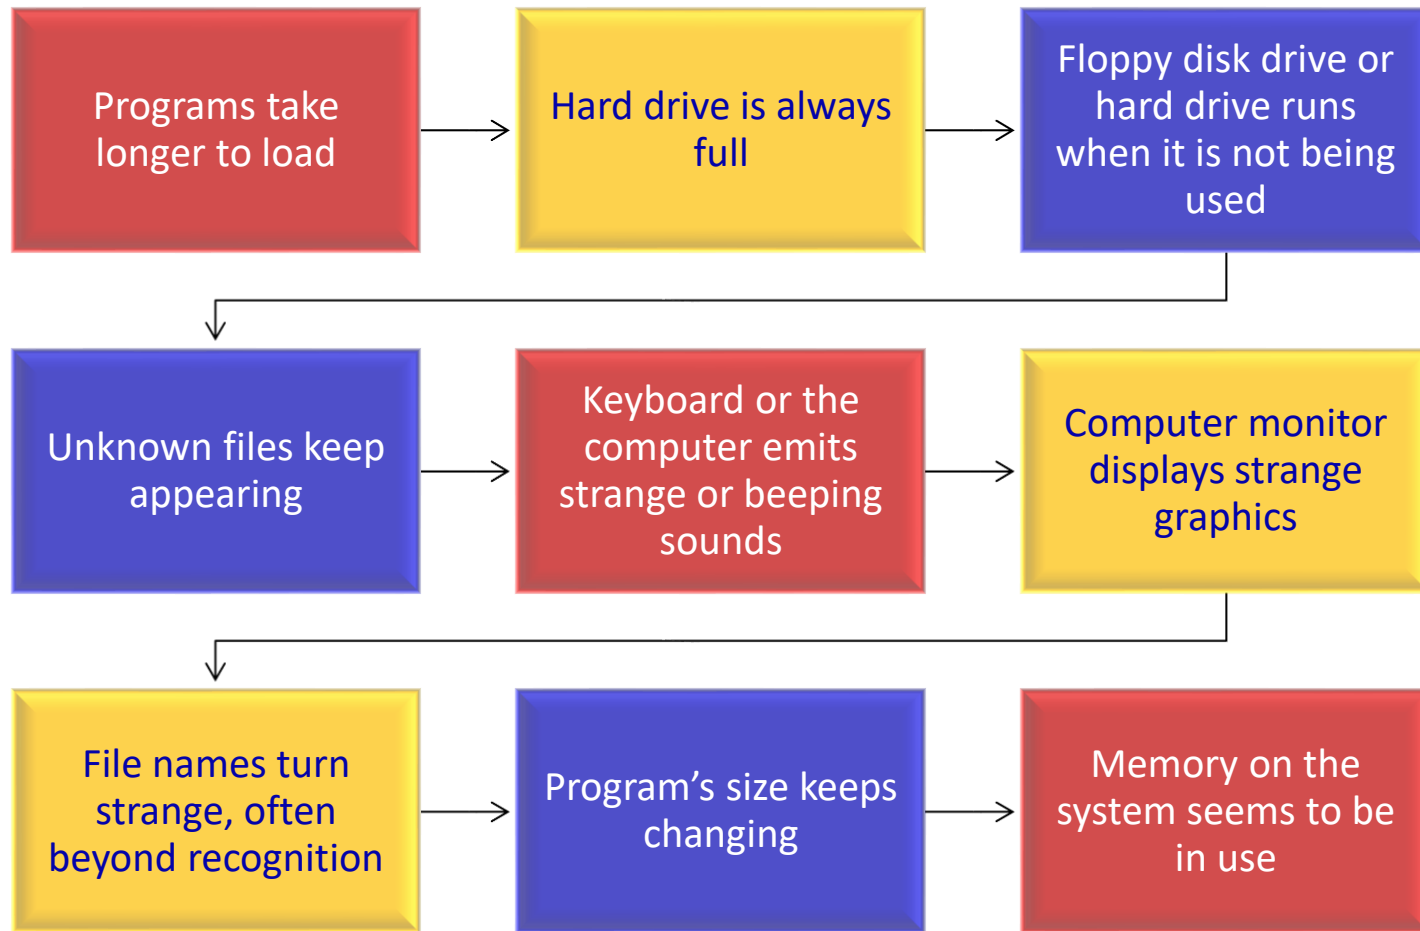 Programs take
longer to load
Hard drive is always
full
Floppy disk drive or
hard drive runs
when it is not being
used
Unknown files keep
appearing
Keyboard or the
computer emits
strange or beeping
sounds
Computer monitor
displays strange
graphics
File names turn
strange, often
beyond recognition
Program’s size keeps
changing
Memory on the
system seems to be
in use